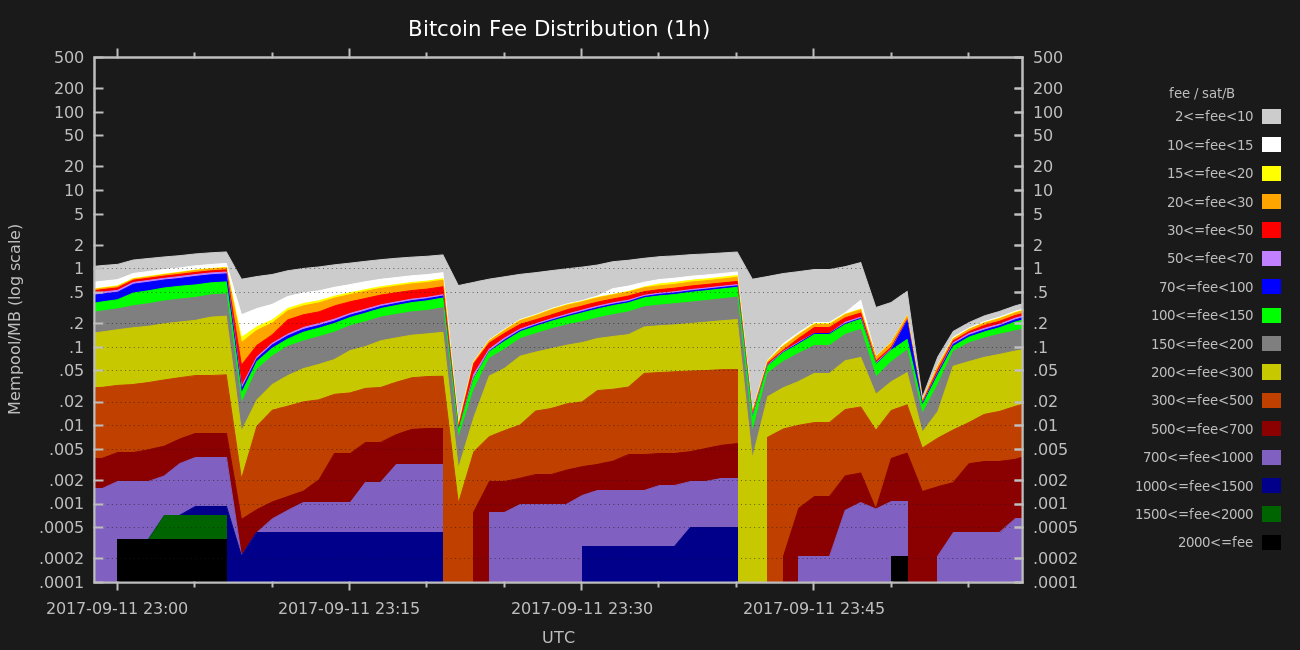 Bitcoin Fee Distribution (1h)
500 500
200 200
100 100
50 50
20 20
10 10
5 5
2 2
1 1
.5 .5
.2 .2
.1 .1
.05 .05
.02 .02
.01 .01
.005 .005
.002 .002
.001 .001
.0005 .0005
.0002 .0002
.0001 .0001
Mempool/MB (log scale)
2017-09-11 23:00 2017-09-11 23:15 2017-09-11 23:30 2017-09-11 23:45
UTC
fee / sat/B
2<=fee<10
10<=fee<15
15<=fee<20
20<=fee<30
30<=fee<50
50<=fee<70
70<=fee<100
100<=fee<150
150<=fee<200
200<=fee<300
300<=fee<500
500<=fee<700
700<=fee<1000
1000<=fee<1500
1500<=fee<2000
2000<=fee